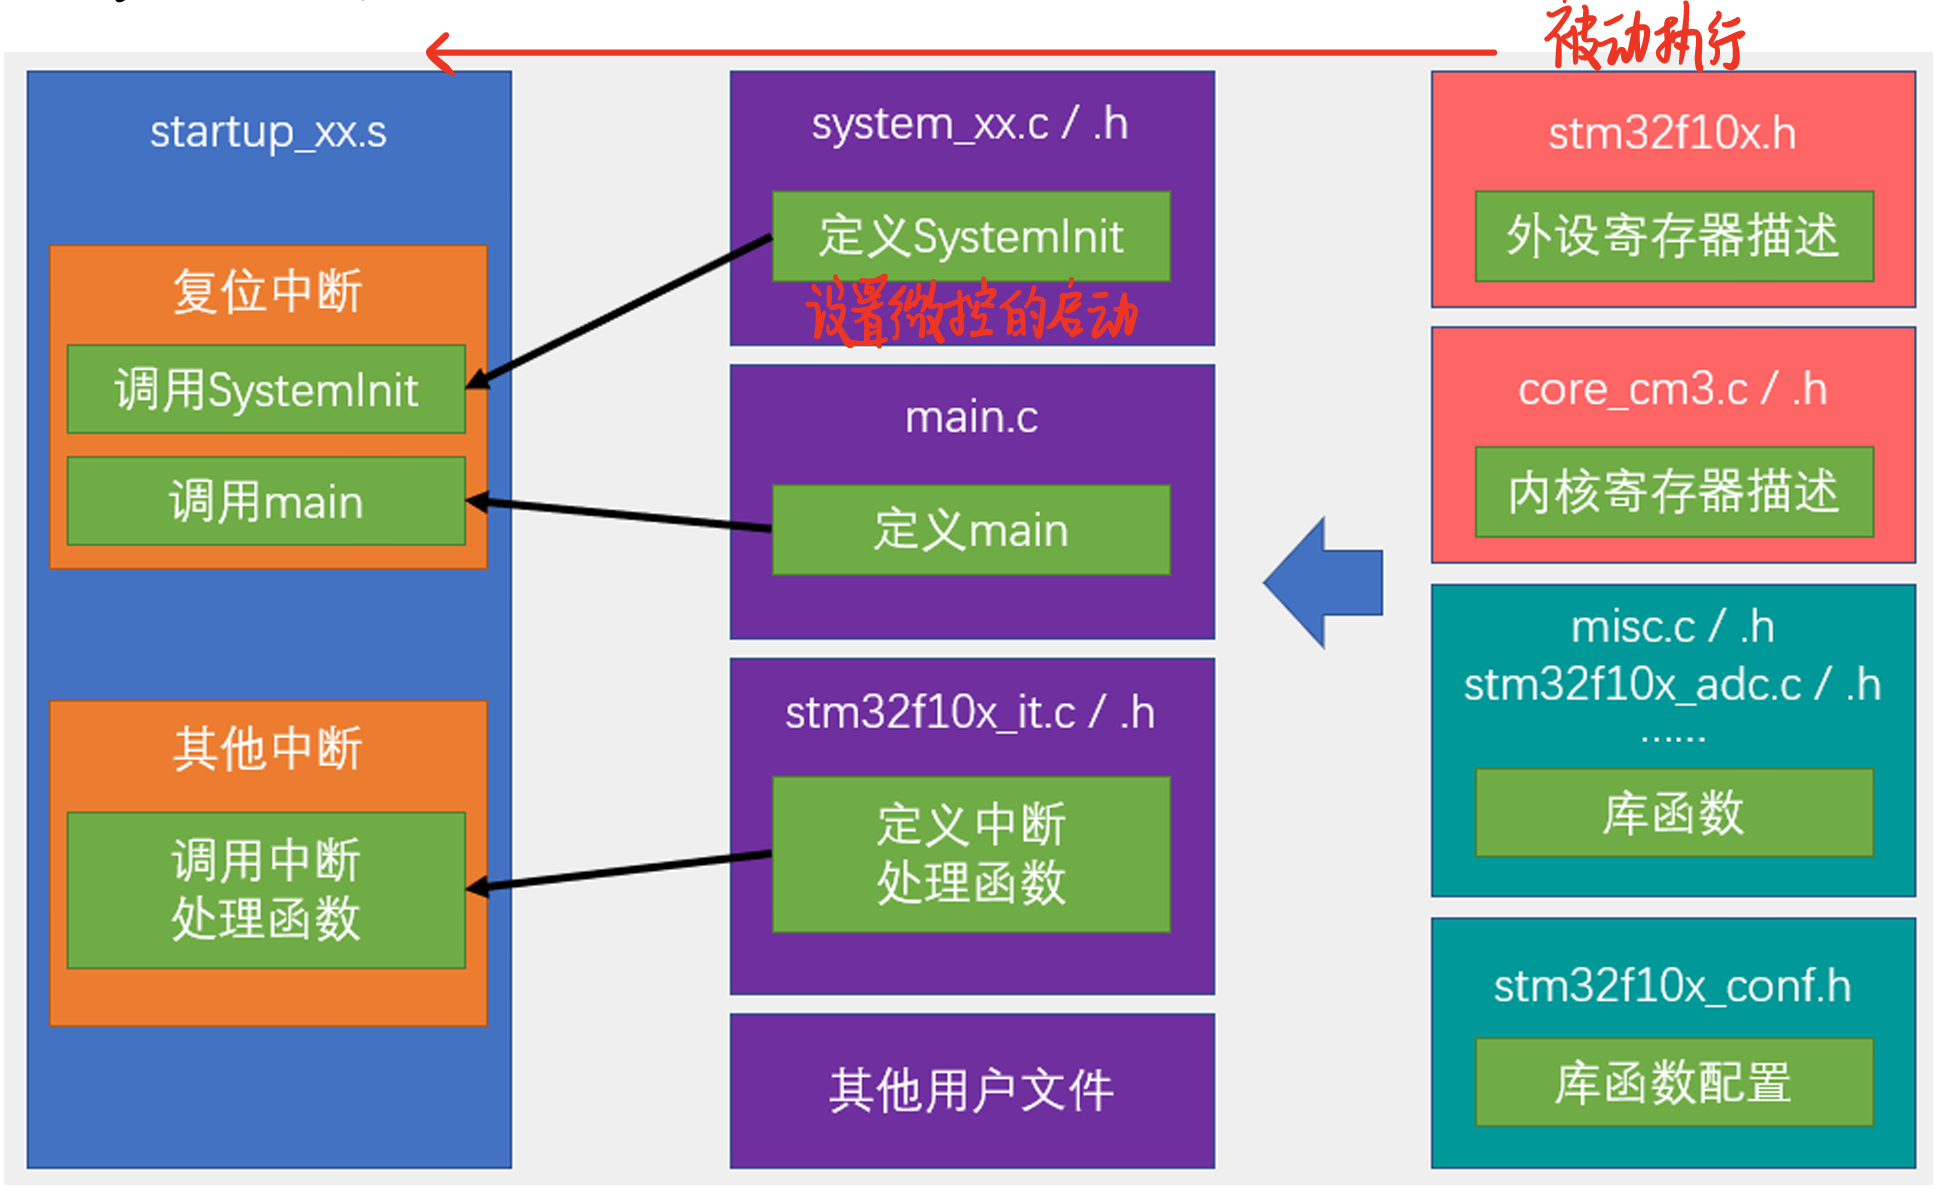 被动执行
startup_xx.s
复位中断
调用SystemInit
调用main
其他中断
调用中断
处理函数
system_xx.c / .h
定义SystemInit
设置微控的启动
main.c
定义main
stm32f10x_it.c / .h
定义中断
处理函数
其他用户文件
stm32f10x.h
外设寄存器描述
core_cm3.c / .h
内核寄存器描述
misc.c / .h
stm32f10x_adc.c / .h
……
库函数
stm32f10x_conf.h
库函数配置